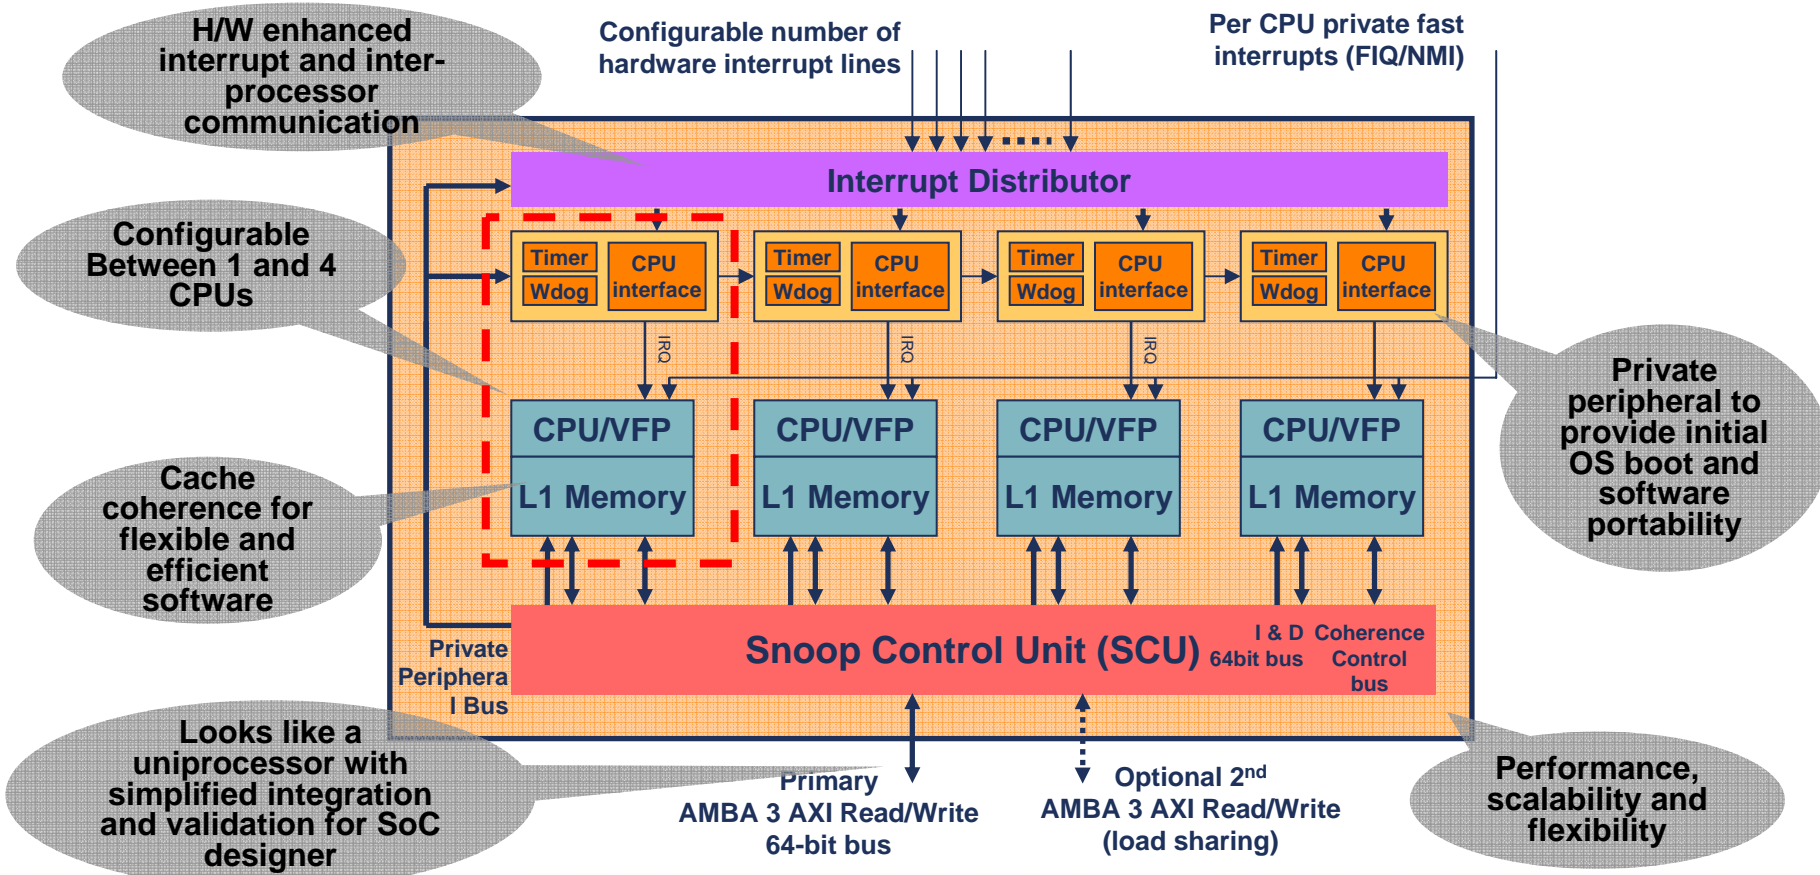 H/W enhanced
interrupt and inter-
processor
communication
Configurable number of
hardware interrupt lines
Per CPU private fast
interrupts (FIQ/NMI)
Interrupt Distributor
Configurable
Between 1 and 4
CPUs
Timer
Wdog
CPU
interface
Timer
Wdog
CPU
interface
Timer
Wdog
CPU
interface
Timer
Wdog
CPU
interface
IRQ
IRQ
IRQ
Private
peripheral to
provide initial
OS boot and
software
portability
CPU/VFP
L1 Memory
CPU/VFP
L1 Memory
CPU/VFP
L1 Memory
CPU/VFP
L1 Memory
Cache
coherence for
flexible and
efficient
software
Private
Periphera
l Bus
Snoop Control Unit (SCU)
I & D
64bit bus
Coherence
Control
bus
Looks like a
uniprocessor with
simplified integration
and validation for SoC
designer
Primary
AMBA 3 AXI Read/Write
64-bit bus
Optional 2nd
AMBA 3 AXI Read/Write
(load sharing)
Performance,
scalability and
flexibility